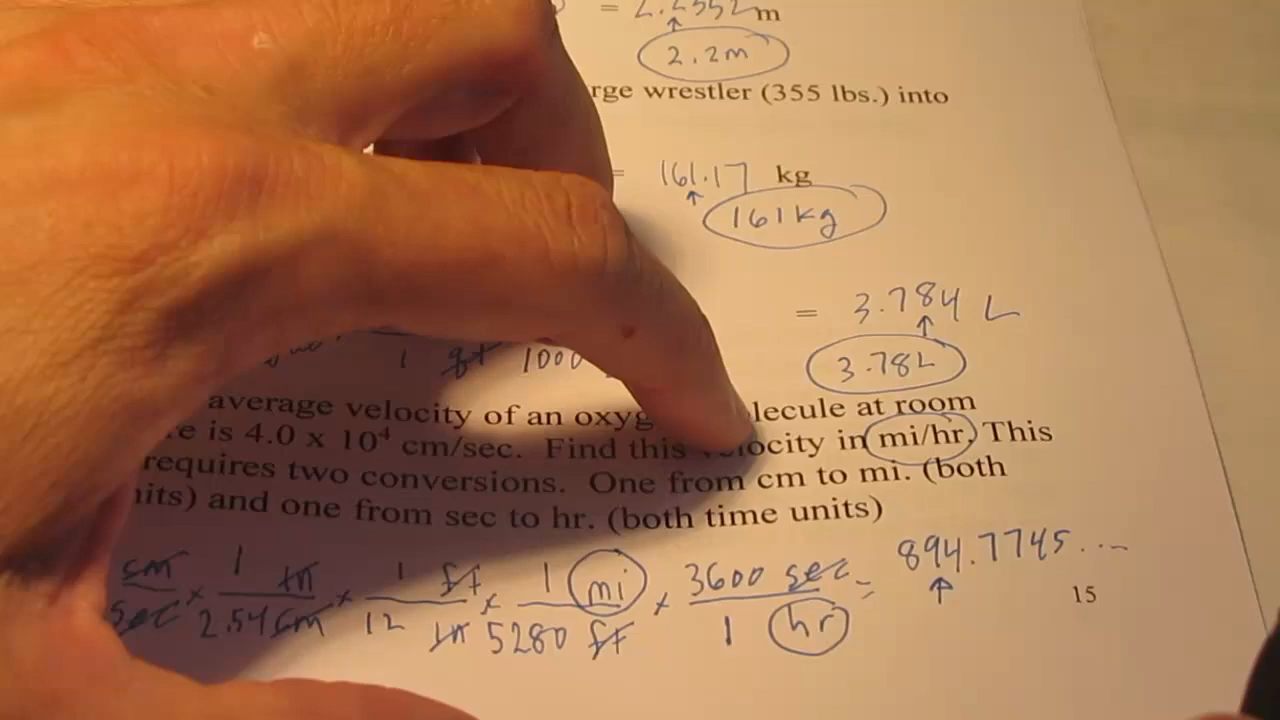 = 2.2352 m
2.2m
rge wrestler (355 lbs.) into
= 161.17 kg
161kg
= 3.784 L
1 qt 1000
3.78L
average velocity of an oxyg lecule at room
e is 4.0 x 10⁴ cm/sec. Find this locity in mi/hr. This
requires two conversions. One from cm to mi. (both
nits) and one from sec to hr. (both time units)
cm/sec × 1 in/2.54 cm × 1 ft/12 in × 1 mi/5280 ft × 3600 sec/1 hr = 894.7745...
15